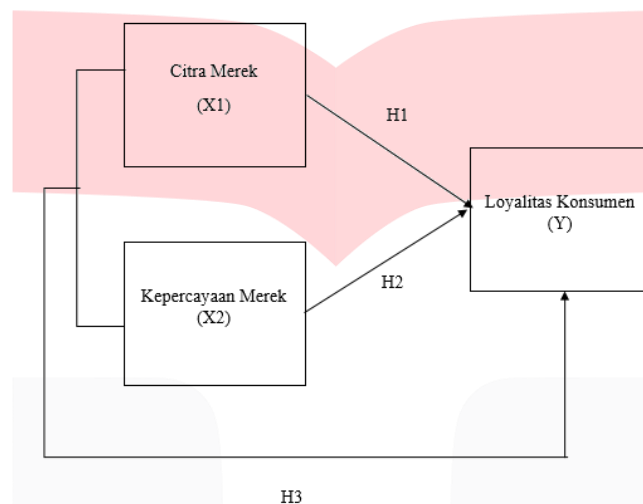 Citra Merek
(X1)
H1
Loyalitas Konsumen
(Y)
Kepercayaan Merek
(X2)
H2
H3